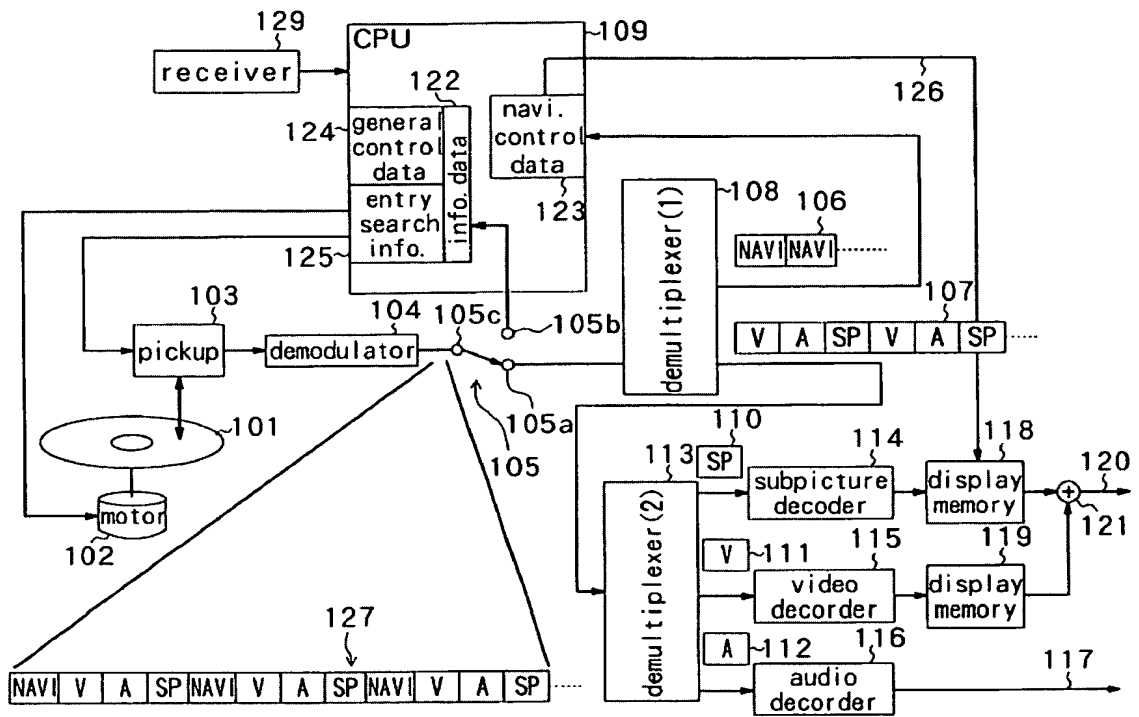 129
CPU
109
receiver
122
126
124
general
control
data
info. data
navi.
control
data
123
108
106
NAVI NAVI
entry
search
info.
125
demultiplexer(1)
103
104
105c
105b
107
V A SP V A SP
pickup
demodulator
105a
105
101
110
SP
113
114
118
120
subpicture
decoder
display
memory
121
motor
102
demultiplexer(2)
V
111
115
119
video
decorder
display
memory
127
A
112
116
117
audio
decorder
NAVI V A SP NAVI V A SP NAVI V A SP